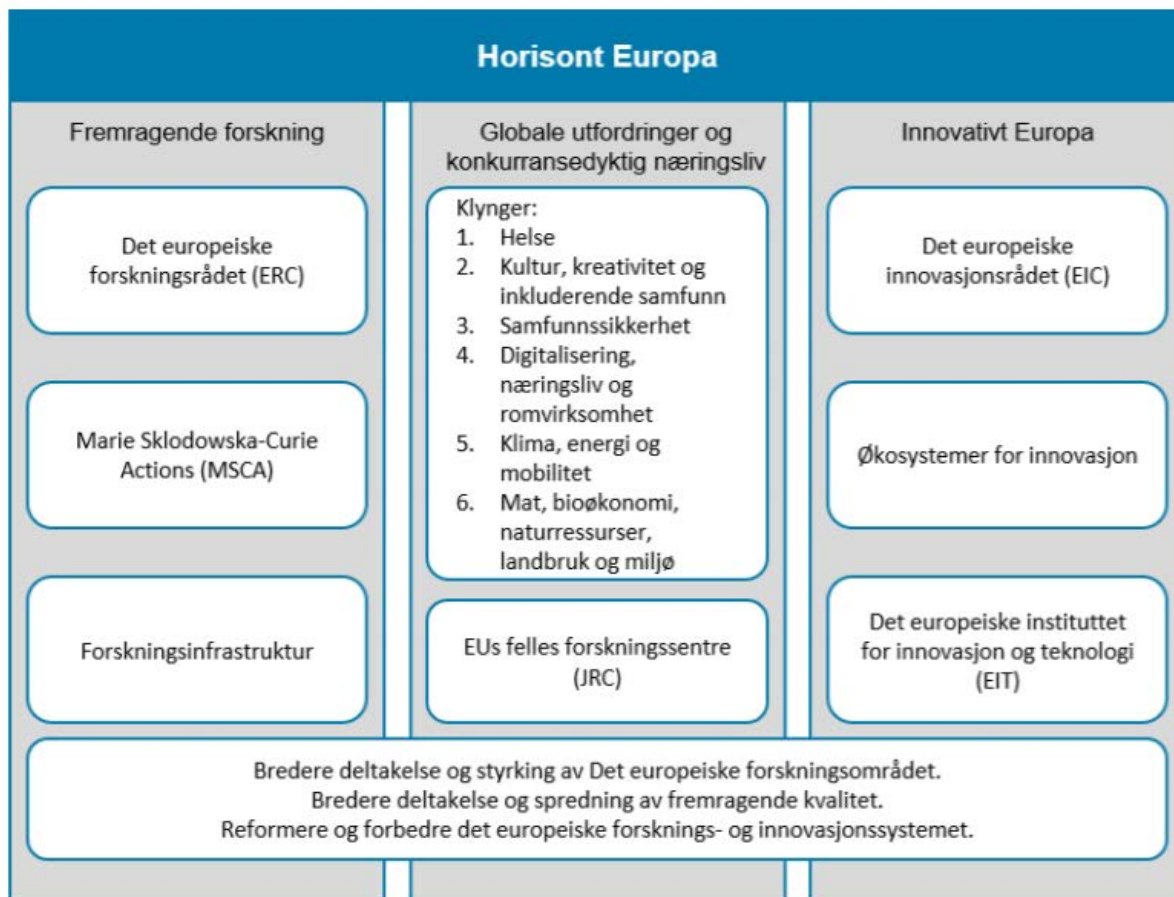 Horisont Europa
Fremragende forskning
Det europeiske
forskningsrådet (ERC)
Marie Sklodowska-Curie
Actions (MSCA)
Forskningsinfrastruktur
Globale utfordringer og
konkurransedyktig næringsliv
Klynger:
1. Helse
2. Kultur, kreativitet og
inkluderende samfunn
3. Samfunnssikkerhet
4. Digitalisering,
næringsliv og
romvirksomhet
5. Klima, energi og
mobilitet
6. Mat, bioøkonomi,
naturressurser,
landbruk og miljø
EUs felles forskningssentre
(JRC)
Innovativt Europa
Det europeiske
innovasjonsrådet (EIC)
Økosystemer for innovasjon
Det europeiske instituttet
for innovasjon og teknologi
(EIT)
Bredere deltakelse og styrking av Det europeiske forskningsområdet.
Bredere deltakelse og spredning av fremragende kvalitet.
Reformere og forbedre det europeiske forsknings- og innovasjonssystemet.